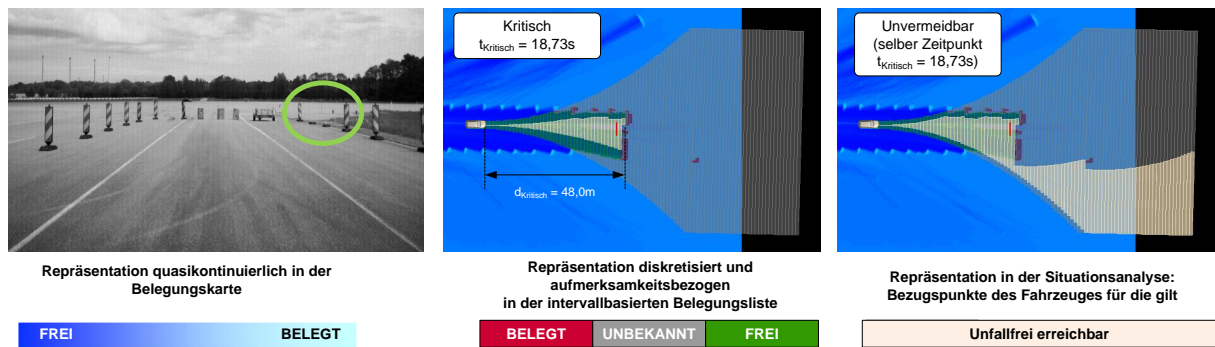 Kritisch
tKritisch = 18,73s
dKritisch = 48,0m
Unvermeidbar
(selber Zeitpunkt
tKritisch = 18,73s)
Repräsentation quasikontinuierlich in der
Belegungskarte
Repräsentation diskretisiert und
aufmerksamkeitsbezogen
in der intervallbasierten Belegungsliste
Repräsentation in der Situationsanalyse:
Bezugspunkte des Fahrzeuges für die gilt
FREI BELEGT
BELEGT UNBEKANNT FREI
Unfallfrei erreichbar